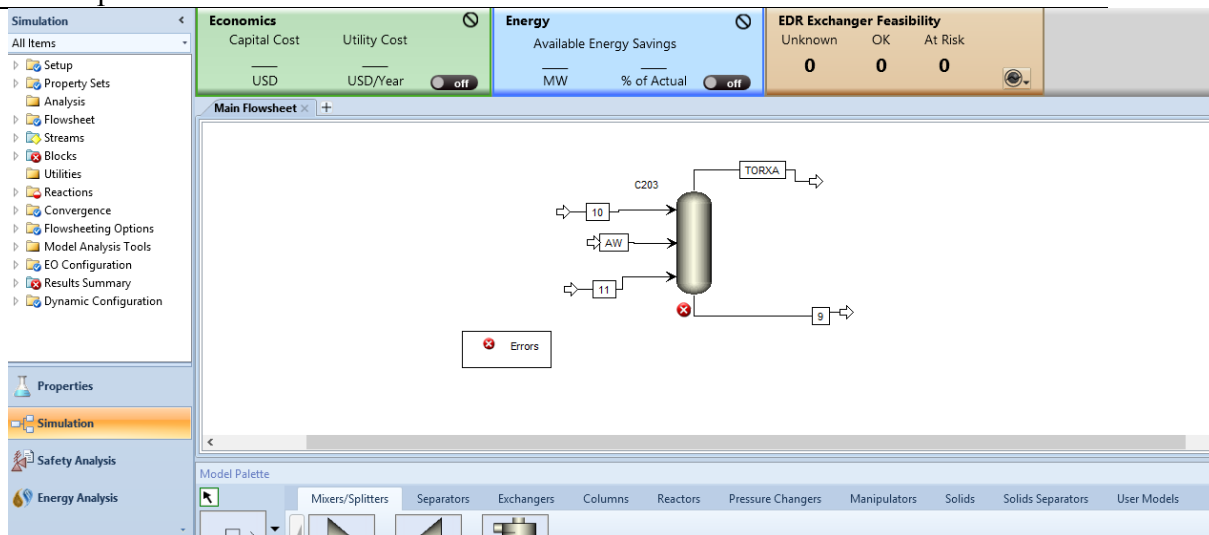 Simulation
All Items
Setup
Property Sets
Analysis
Flowsheet
Streams
Blocks
Utilities
Reactions
Convergence
Flowsheeting Options
Model Analysis Tools
EO Configuration
Results Summary
Dynamic Configuration
Properties
Simulation
Safety Analysis
Energy Analysis
Economics
Capital Cost Utility Cost
USD USD/Year off
Energy
Available Energy Savings
MW % of Actual off
EDR Exchanger Feasibility
Unknown OK At Risk
0 0 0
Main Flowsheet
TORXA
C203
10
AW
11
9
Errors
Model Palette
Mixers/Splitters Separators Exchangers Columns Reactors Pressure Changers Manipulators Solids Solids Separators User Models